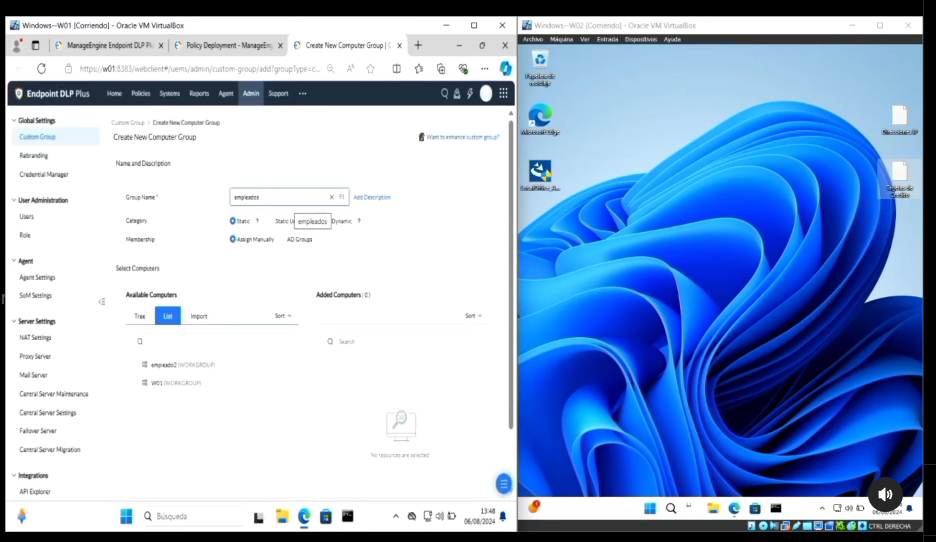 Windows--W01 [Corriendo] - Oracle VM VirtualBox
ManageEngine Endpoint DLP Pl
Policy Deployment - ManageEng
Create New Computer Group | C
https://w01:8383/webclient#/uems/admin/custom-group/add?groupType=c...
Endpoint DLP Plus
Home Policies Systems Reports Agent Admin Support
Global Settings
Custom Group
Rebranding
Credential Manager
User Administration
Users
Role
Agent
Agent Settings
SoM Settings
Server Settings
NAT Settings
Proxy Server
Mail Server
Central Server Maintenance
Central Server Settings
Failover Server
Central Server Migration
Integrations
API Explorer
Custom Group > Create New Computer Group
Create New Computer Group
Want to enhance custom group?
Name and Description
Group Name * empleados Add Description
Category Static ? Static Dynamic ?
empleados
Membership Assign Manually AD Groups
Select Computers
Available Computers
Tree List Import Sort
empleado2 (WORKGROUP)
W01 (WORKGROUP)
Added Computers ( 0 )
Sort
Search
No resources are selected
Búsqueda
13:48
06/08/2024
Windows--W02 [Corriendo] - Oracle VM VirtualBox
Archivo Máquina Ver Entrada Dispositivos Ayuda
Papelera de reciclaje
Microsoft Edge
Direcciones IP
Tarjetas de Credito
06/08/2024
CTRL DERECHA